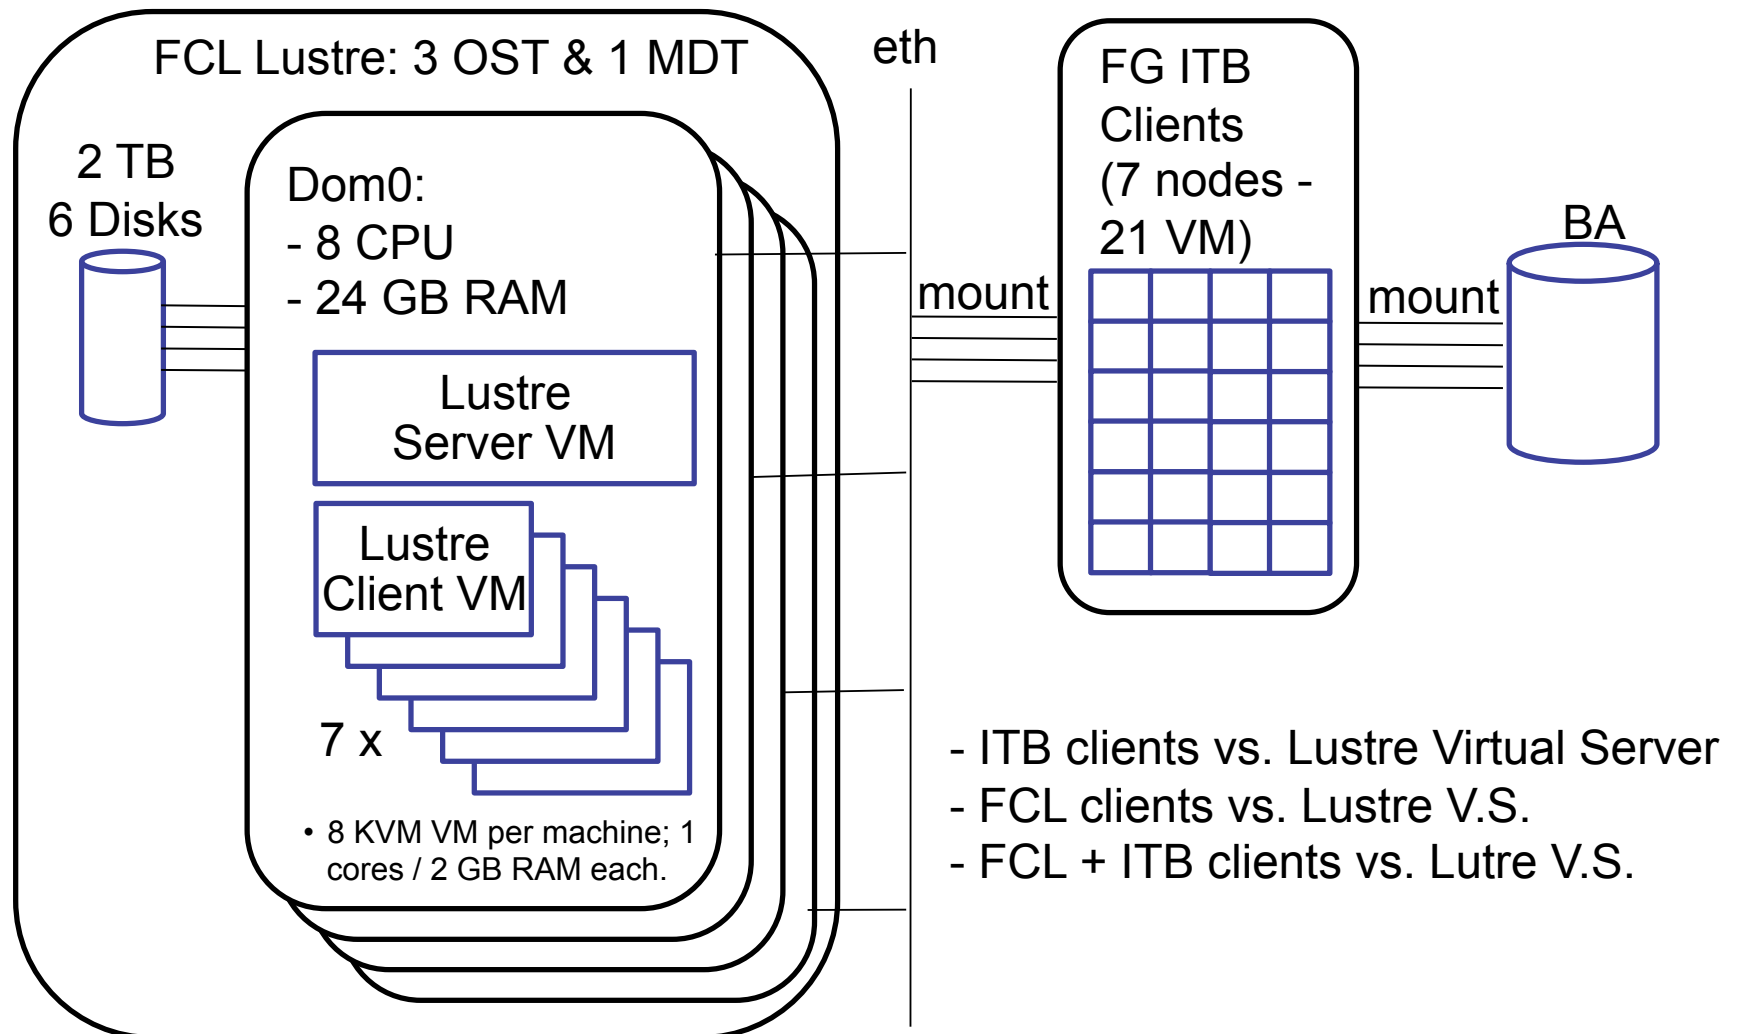 FCL Lustre: 3 OST & 1 MDT
2 TB
6 Disks
Dom0:
- 8 CPU
- 24 GB RAM
Lustre
Server VM
Lustre
Client VM
7 x
• 8 KVM VM per machine; 1
cores / 2 GB RAM each.
eth
mount
FG ITB
Clients
(7 nodes -
21 VM)
mount
BA
- ITB clients vs. Lustre Virtual Server
- FCL clients vs. Lustre V.S.
- FCL + ITB clients vs. Lutre V.S.